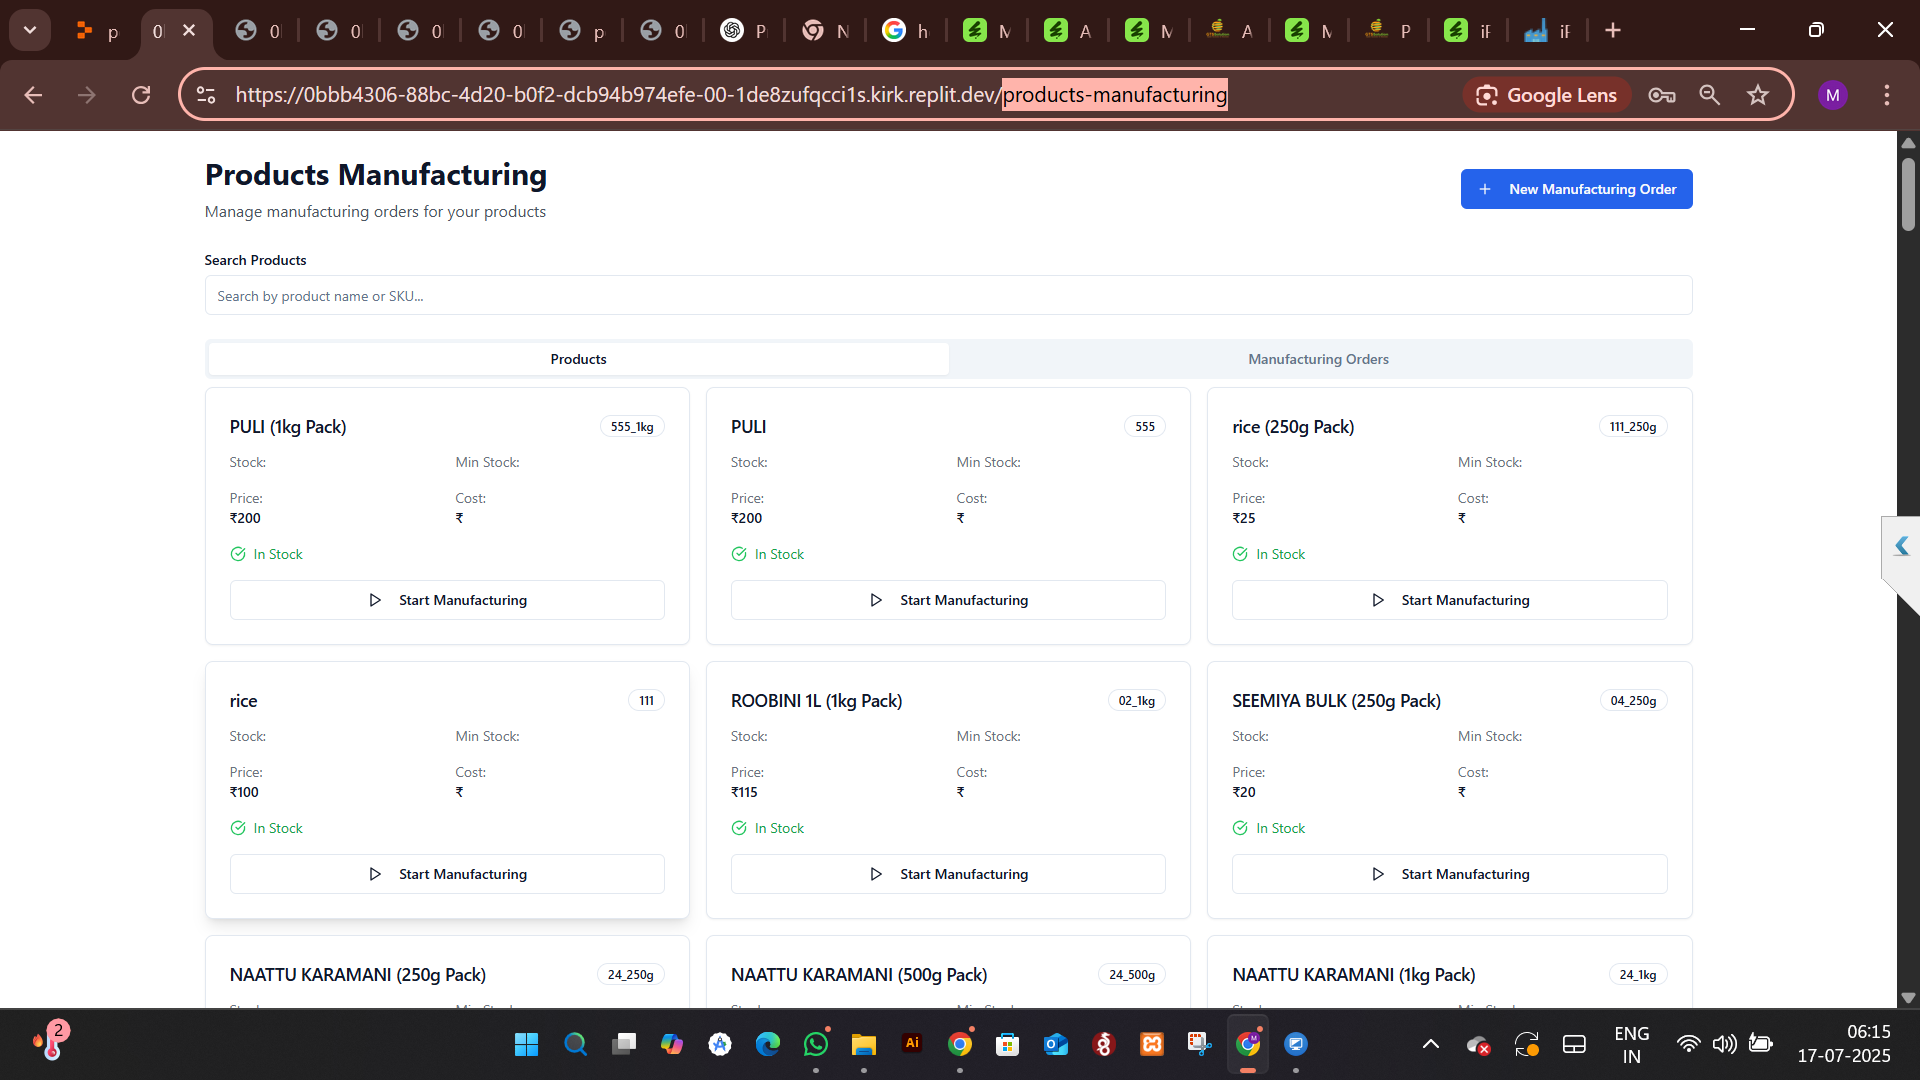 p
0
0
0
0
0
p
0
P
N
h
M
A
M
A
M
P
iF
iF
https://0bbb4306-88bc-4d20-b0f2-dcb94b974efe-00-1de8zufqcci1s.kirk.replit.dev/products-manufacturing
Google Lens
M
Products Manufacturing
Manage manufacturing orders for your products
+ New Manufacturing Order
Search Products
Search by product name or SKU...
Products
Manufacturing Orders
PULI (1kg Pack) 555_1kg
Stock: Min Stock:
Price: Cost:
₹200 ₹
In Stock
Start Manufacturing
PULI 555
Stock: Min Stock:
Price: Cost:
₹200 ₹
In Stock
Start Manufacturing
rice (250g Pack) 111_250g
Stock: Min Stock:
Price: Cost:
₹25 ₹
In Stock
Start Manufacturing
rice 111
Stock: Min Stock:
Price: Cost:
₹100 ₹
In Stock
Start Manufacturing
ROOBINI 1L (1kg Pack) 02_1kg
Stock: Min Stock:
Price: Cost:
₹115 ₹
In Stock
Start Manufacturing
SEEMIYA BULK (250g Pack) 04_250g
Stock: Min Stock:
Price: Cost:
₹20 ₹
In Stock
Start Manufacturing
NAATTU KARAMANI (250g Pack) 24_250g
NAATTU KARAMANI (500g Pack) 24_500g
NAATTU KARAMANI (1kg Pack) 24_1kg
2
Ai
ENG
IN
06:15
17-07-2025